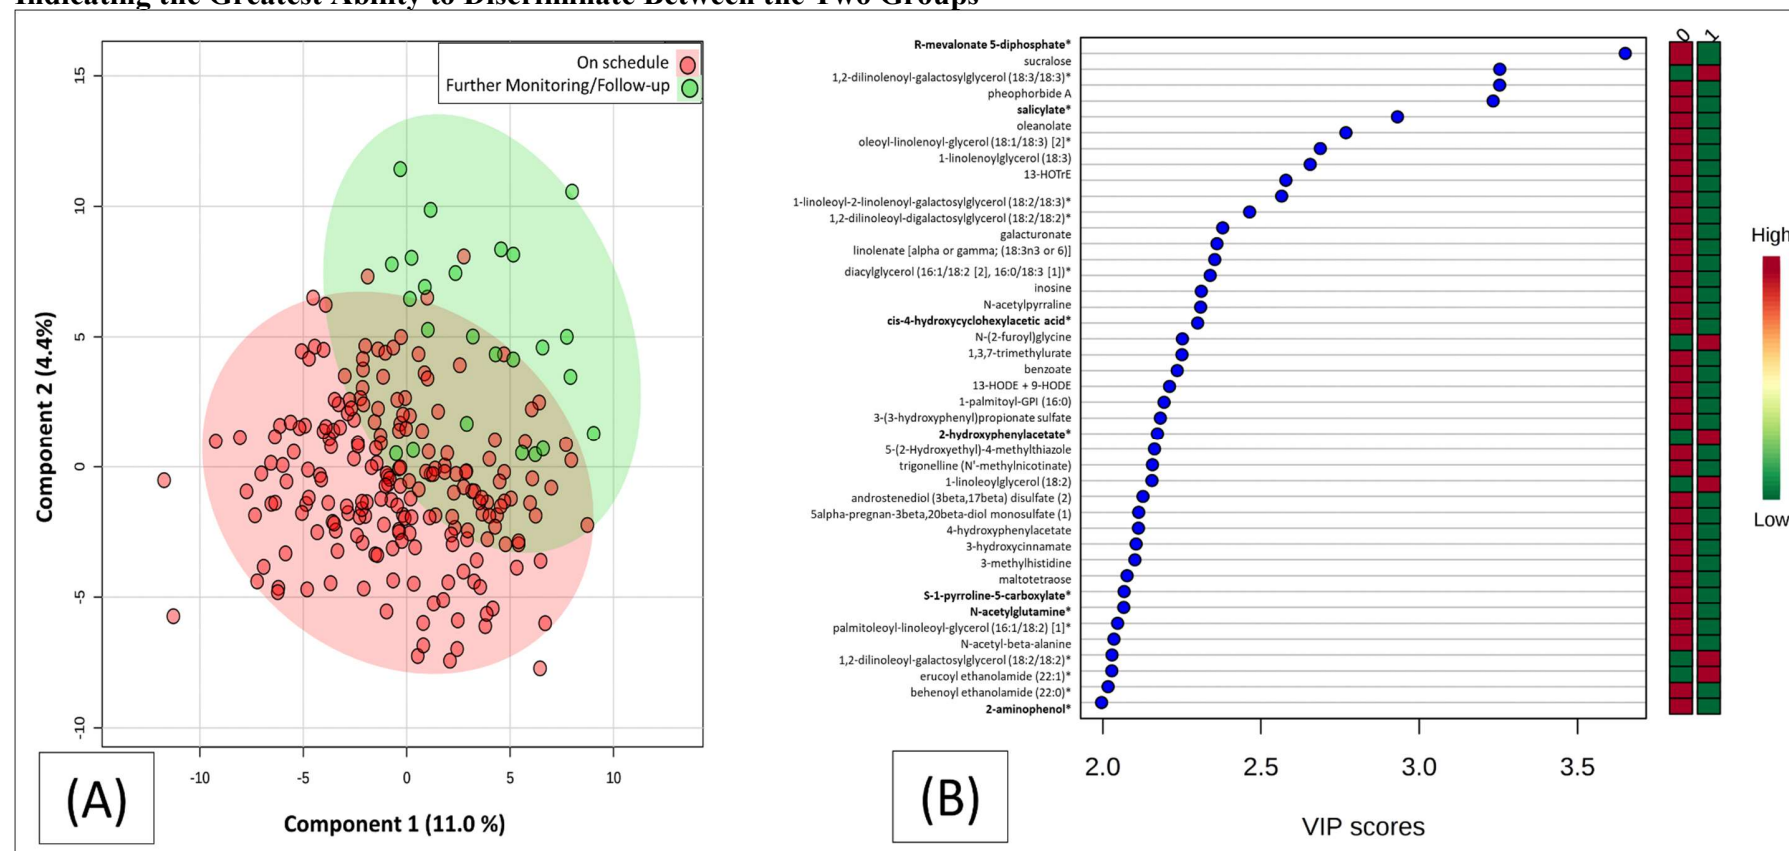 Indicating the Greatest Ability to Discriminate Between the Two Groups
On schedule
Further Monitoring/Follow-up
15
10
5
0
-5
-10
Component 2 (4.4%)
-10
-5
0
5
10
Component 1 (11.0 %)
(A)
R-mevalonate 5-diphosphate*
sucralose
1,2-dilinolenoyl-galactosylglycerol (18:3/18:3)*
pheophorbide A
salicylate*
oleanolate
oleoyl-linolenoyl-glycerol (18:1/18:3) [2]*
1-linolenoylglycerol (18:3)
13-HOTrE
1-linoleoyl-2-linolenoyl-galactosylglycerol (18:2/18:3)*
1,2-dilinoleoyl-digalactosylglycerol (18:2/18:2)*
galacturonate
linolenate [alpha or gamma; (18:3n3 or 6)]
diacylglycerol (16:1/18:2 [2], 16:0/18:3 [1])*
inosine
N-acetylpyrraline
cis-4-hydroxycyclohexylacetic acid*
N-(2-furoyl)glycine
1,3,7-trimethylurate
benzoate
13-HODE + 9-HODE
1-palmitoyl-GPI (16:0)
3-(3-hydroxyphenyl)propionate sulfate
2-hydroxyphenylacetate*
5-(2-Hydroxyethyl)-4-methylthiazole
trigonelline (N'-methylnicotinate)
1-linoleoylglycerol (18:2)
androstenediol (3beta,17beta) disulfate (2)
5alpha-pregnan-3beta,20beta-diol monosulfate (1)
4-hydroxyphenylacetate
3-hydroxycinnamate
3-methylhistidine
maltotetraose
S-1-pyrroline-5-carboxylate*
N-acetylglutamine*
palmitoleoyl-linoleoyl-glycerol (16:1/18:2) [1]*
N-acetyl-beta-alanine
1,2-dilinoleoyl-galactosylglycerol (18:2/18:2)*
erucoyl ethanolamide (22:1)*
behenoyl ethanolamide (22:0)*
2-aminophenol*
0 1
High
Low
2.0
2.5
3.0
3.5
VIP scores
(B)